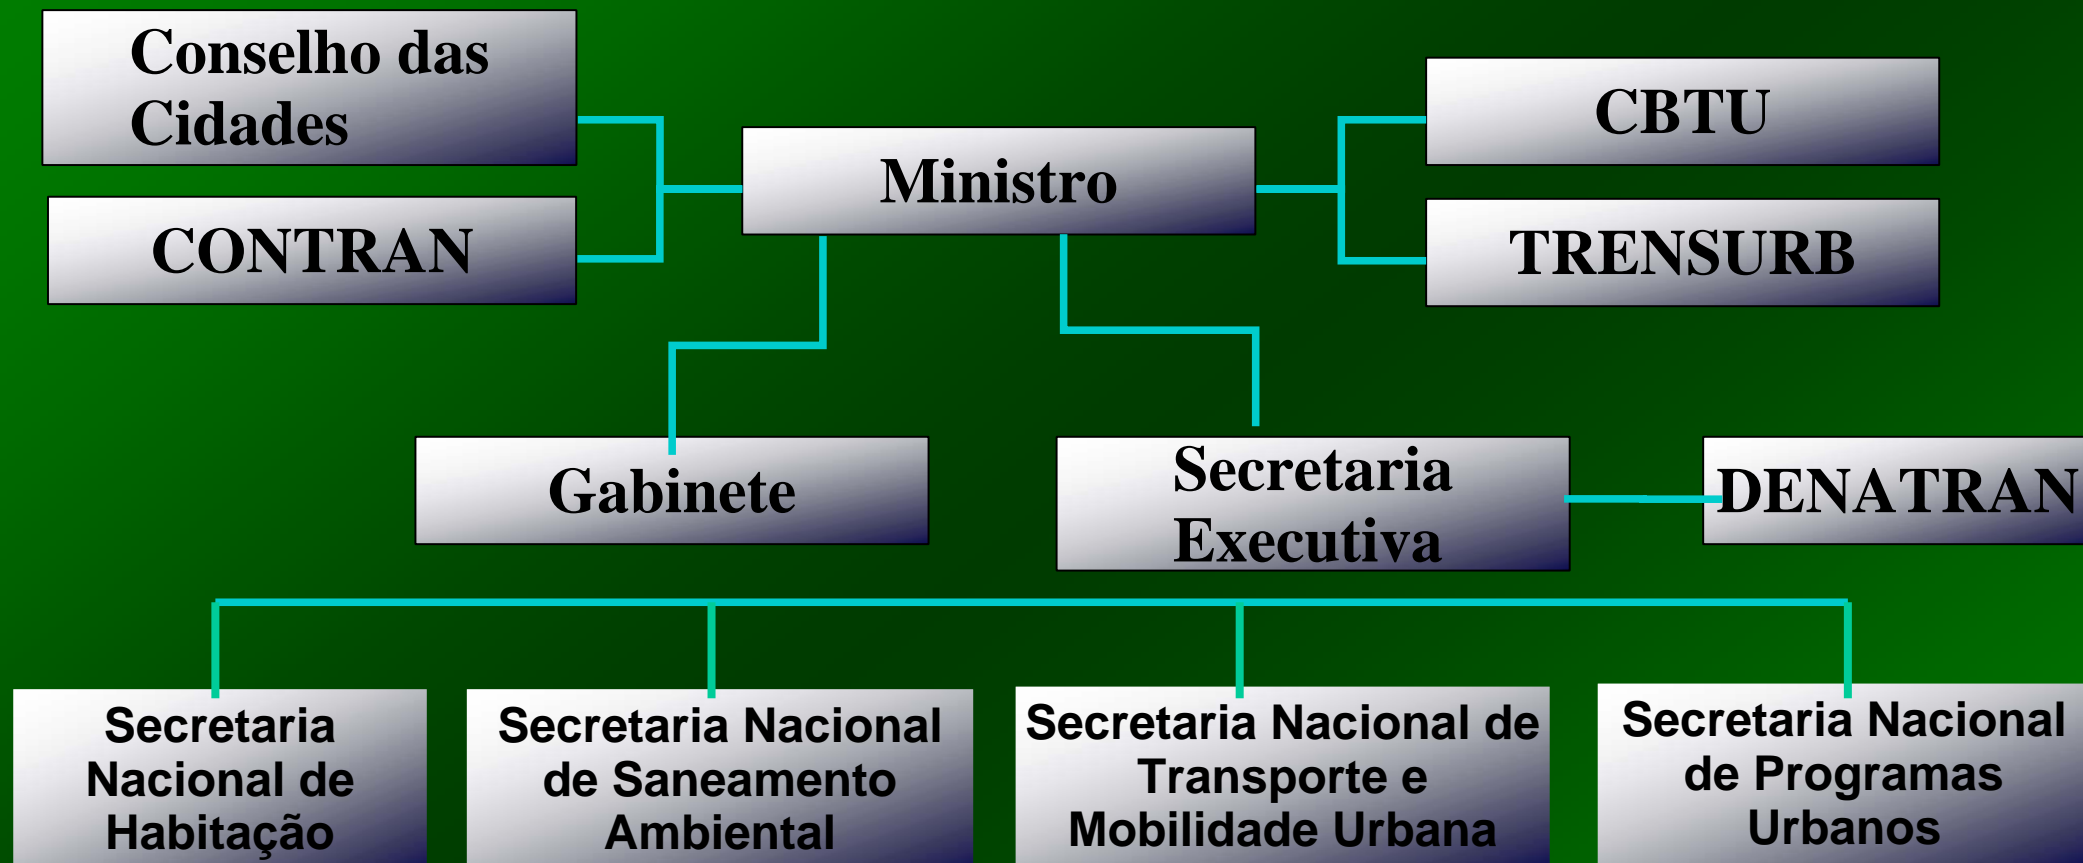 Conselho das
Cidades
CONTRAN
Ministro
CBTU
TRENSURB
Gabinete
Secretaria
Executiva
DENATRAN
Secretaria
Nacional de
Habitação
Secretaria Nacional
de Saneamento
Ambiental
Secretaria Nacional de
Transporte e
Mobilidade Urbana
Secretaria Nacional
de Programas
Urbanos